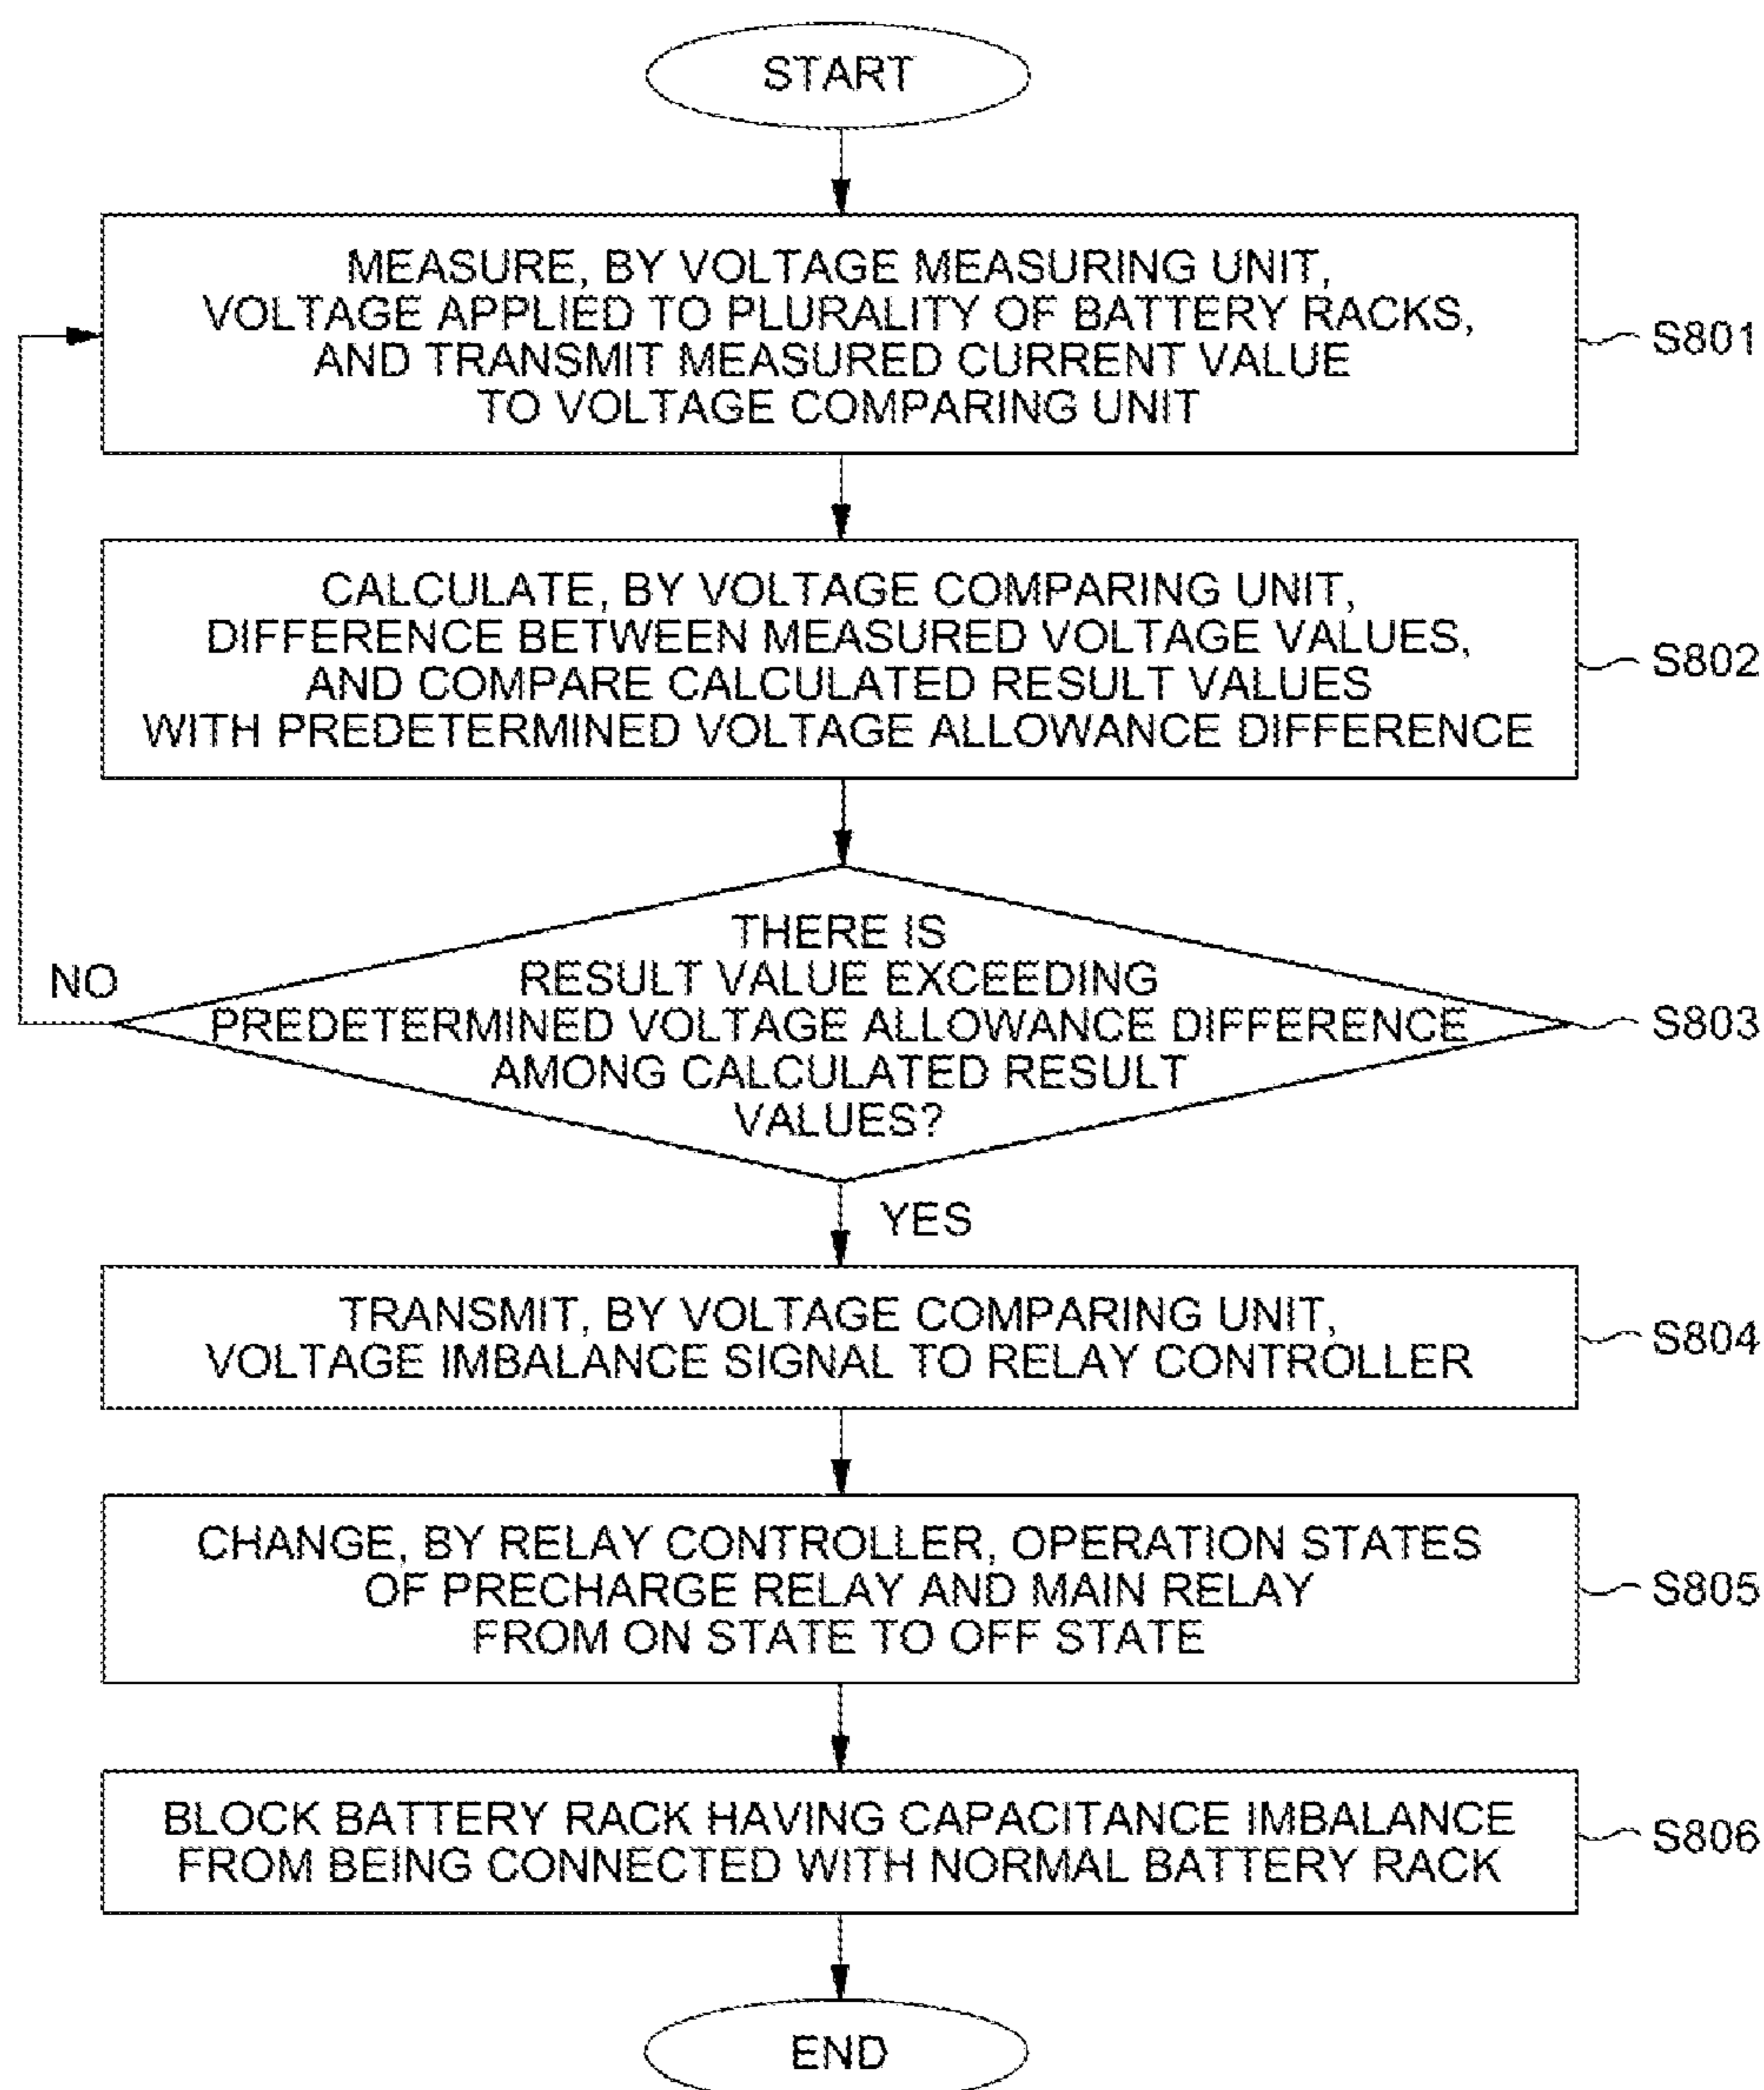 START
MEASURE, BY VOLTAGE MEASURING UNIT,
VOLTAGE APPLIED TO PLURALITY OF BATTERY RACKS,
AND TRANSMIT MEASURED CURRENT VALUE
TO VOLTAGE COMPARING UNIT
S801
CALCULATE, BY VOLTAGE COMPARING UNIT,
DIFFERENCE BETWEEN MEASURED VOLTAGE VALUES,
AND COMPARE CALCULATED RESULT VALUES
WITH PREDETERMINED VOLTAGE ALLOWANCE DIFFERENCE
S802
THERE IS
RESULT VALUE EXCEEDING
PREDETERMINED VOLTAGE ALLOWANCE DIFFERENCE
AMONG CALCULATED RESULT
VALUES?
S803
NO
YES
TRANSMIT, BY VOLTAGE COMPARING UNIT,
VOLTAGE IMBALANCE SIGNAL TO RELAY CONTROLLER
S804
CHANGE, BY RELAY CONTROLLER, OPERATION STATES
OF PRECHARGE RELAY AND MAIN RELAY
FROM ON STATE TO OFF STATE
S805
BLOCK BATTERY RACK HAVING CAPACITANCE IMBALANCE
FROM BEING CONNECTED WITH NORMAL BATTERY RACK
S806
END